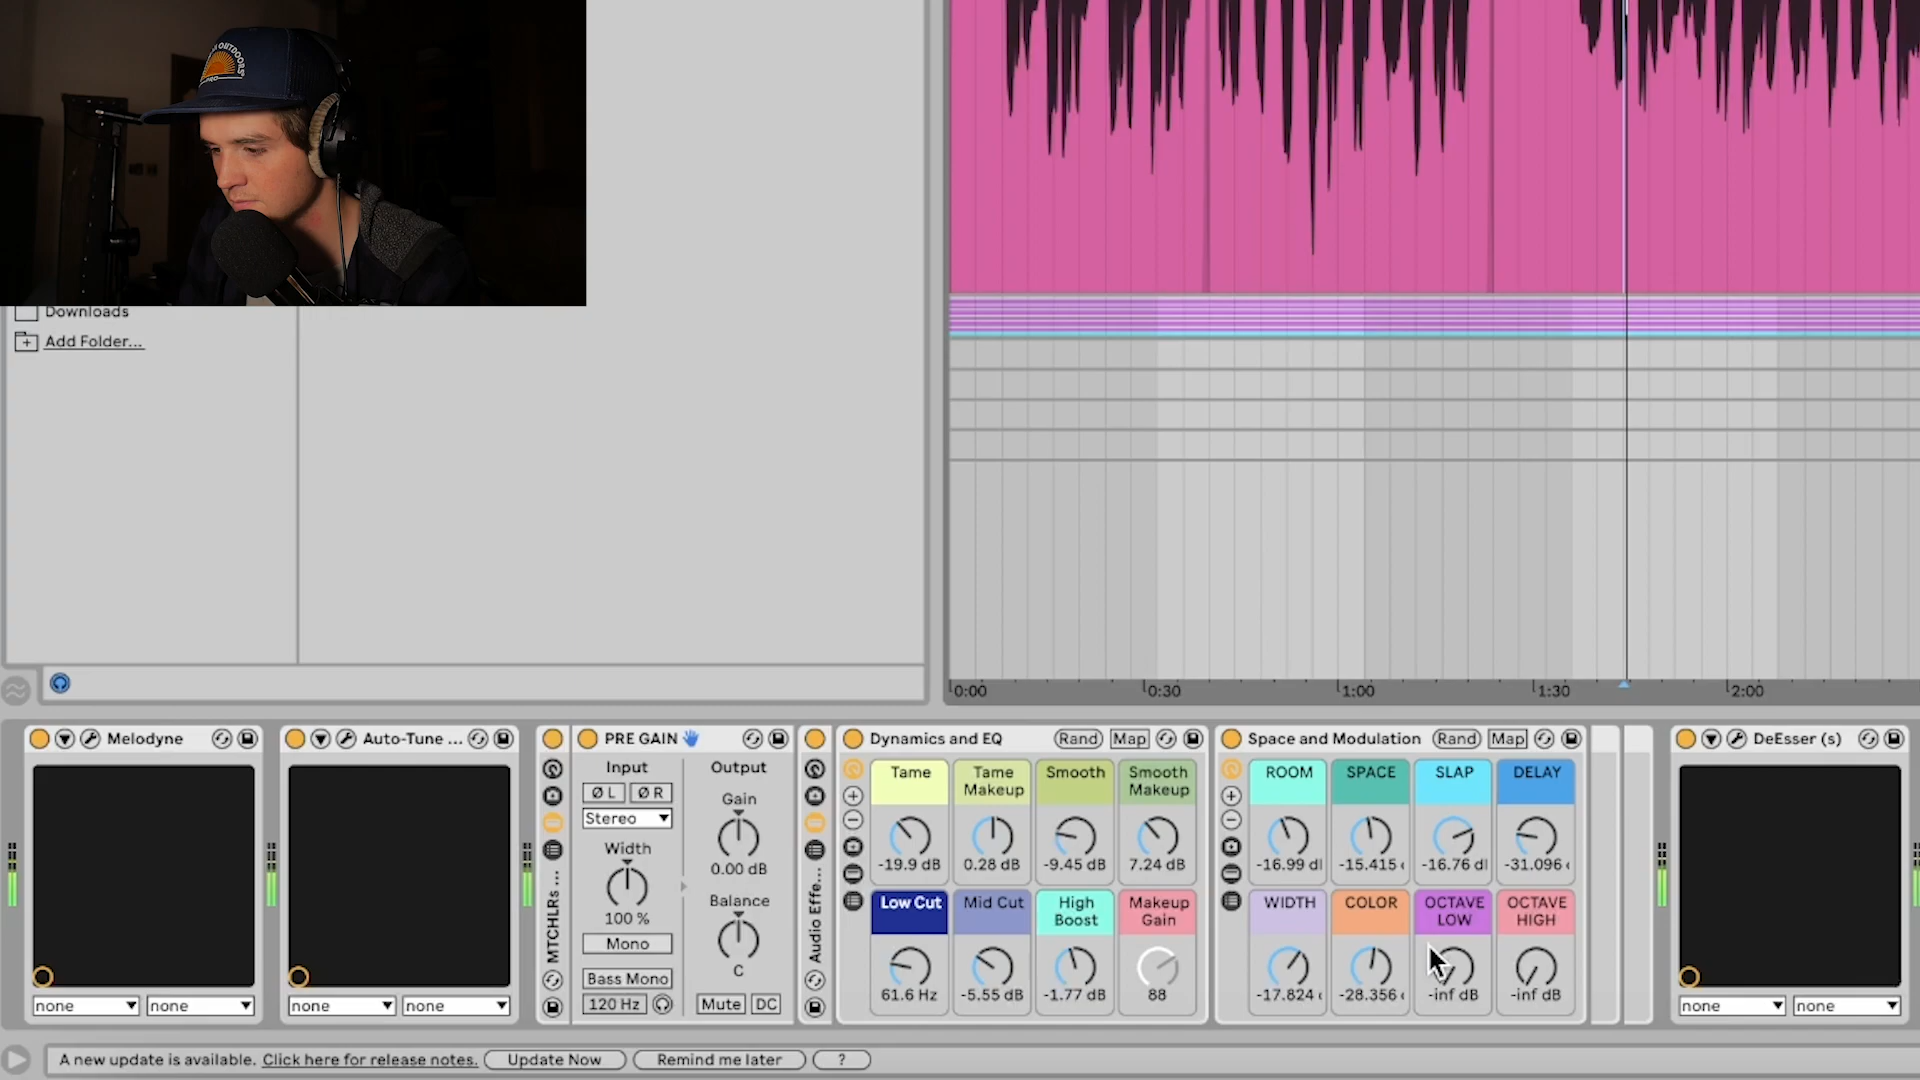 OUTDOORS
Downloads
Add Folder...
0:00
0:30
1:00
1:30
2:00
Melodyne
Auto-Tune ...
PRE GAIN
Dynamics and EQ
Rand
Map
Space and Modulation
Rand
Map
DeEsser (s)
Input
Output
Ø L
Ø R
Stereo
Gain
0.00 dB
Width
100 %
Balance
C
Mono
Bass Mono
120 Hz
Mute
DC
MTCHLRs ...
Audio Effe...
Tame
Tame Makeup
Smooth
Smooth Makeup
-19.9 dB
0.28 dB
-9.45 dB
7.24 dB
Low Cut
Mid Cut
High Boost
Makeup Gain
61.6 Hz
-5.55 dB
-1.77 dB
88
ROOM
SPACE
SLAP
DELAY
-16.99 dB
-15.415
-16.76 dB
-31.096
WIDTH
COLOR
OCTAVE LOW
OCTAVE HIGH
-17.824
-28.356
-inf dB
-inf dB
none
none
none
none
none
none
A new update is available. Click here for release notes.
Update Now
Remind me later
?